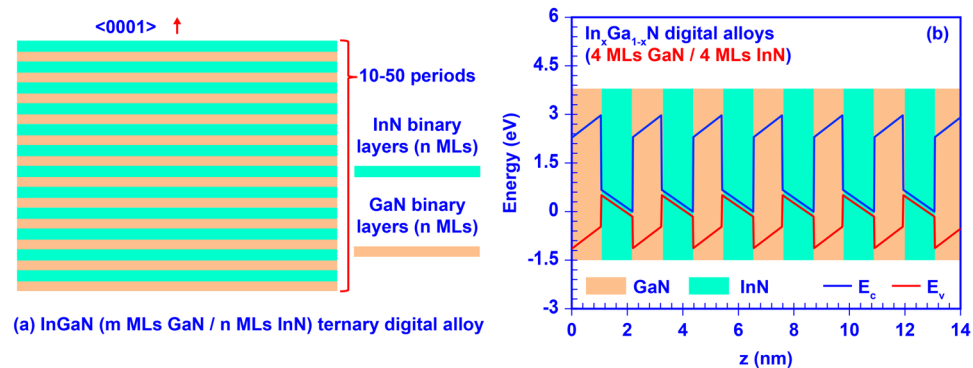 <0001>
10-50 periods
InN binary
layers (n MLs)
GaN binary
layers (n MLs)
(a) InGaN (m MLs GaN / n MLs InN) ternary digital alloy
6
4.5
3
1.5
0
-1.5
-3
Energy (eV)
InₓGa₁₋ₓN digital alloys
(b)
(4 MLs GaN / 4 MLs InN)
GaN
InN
E_c
E_v
0
2
4
6
8
10
12
14
z (nm)